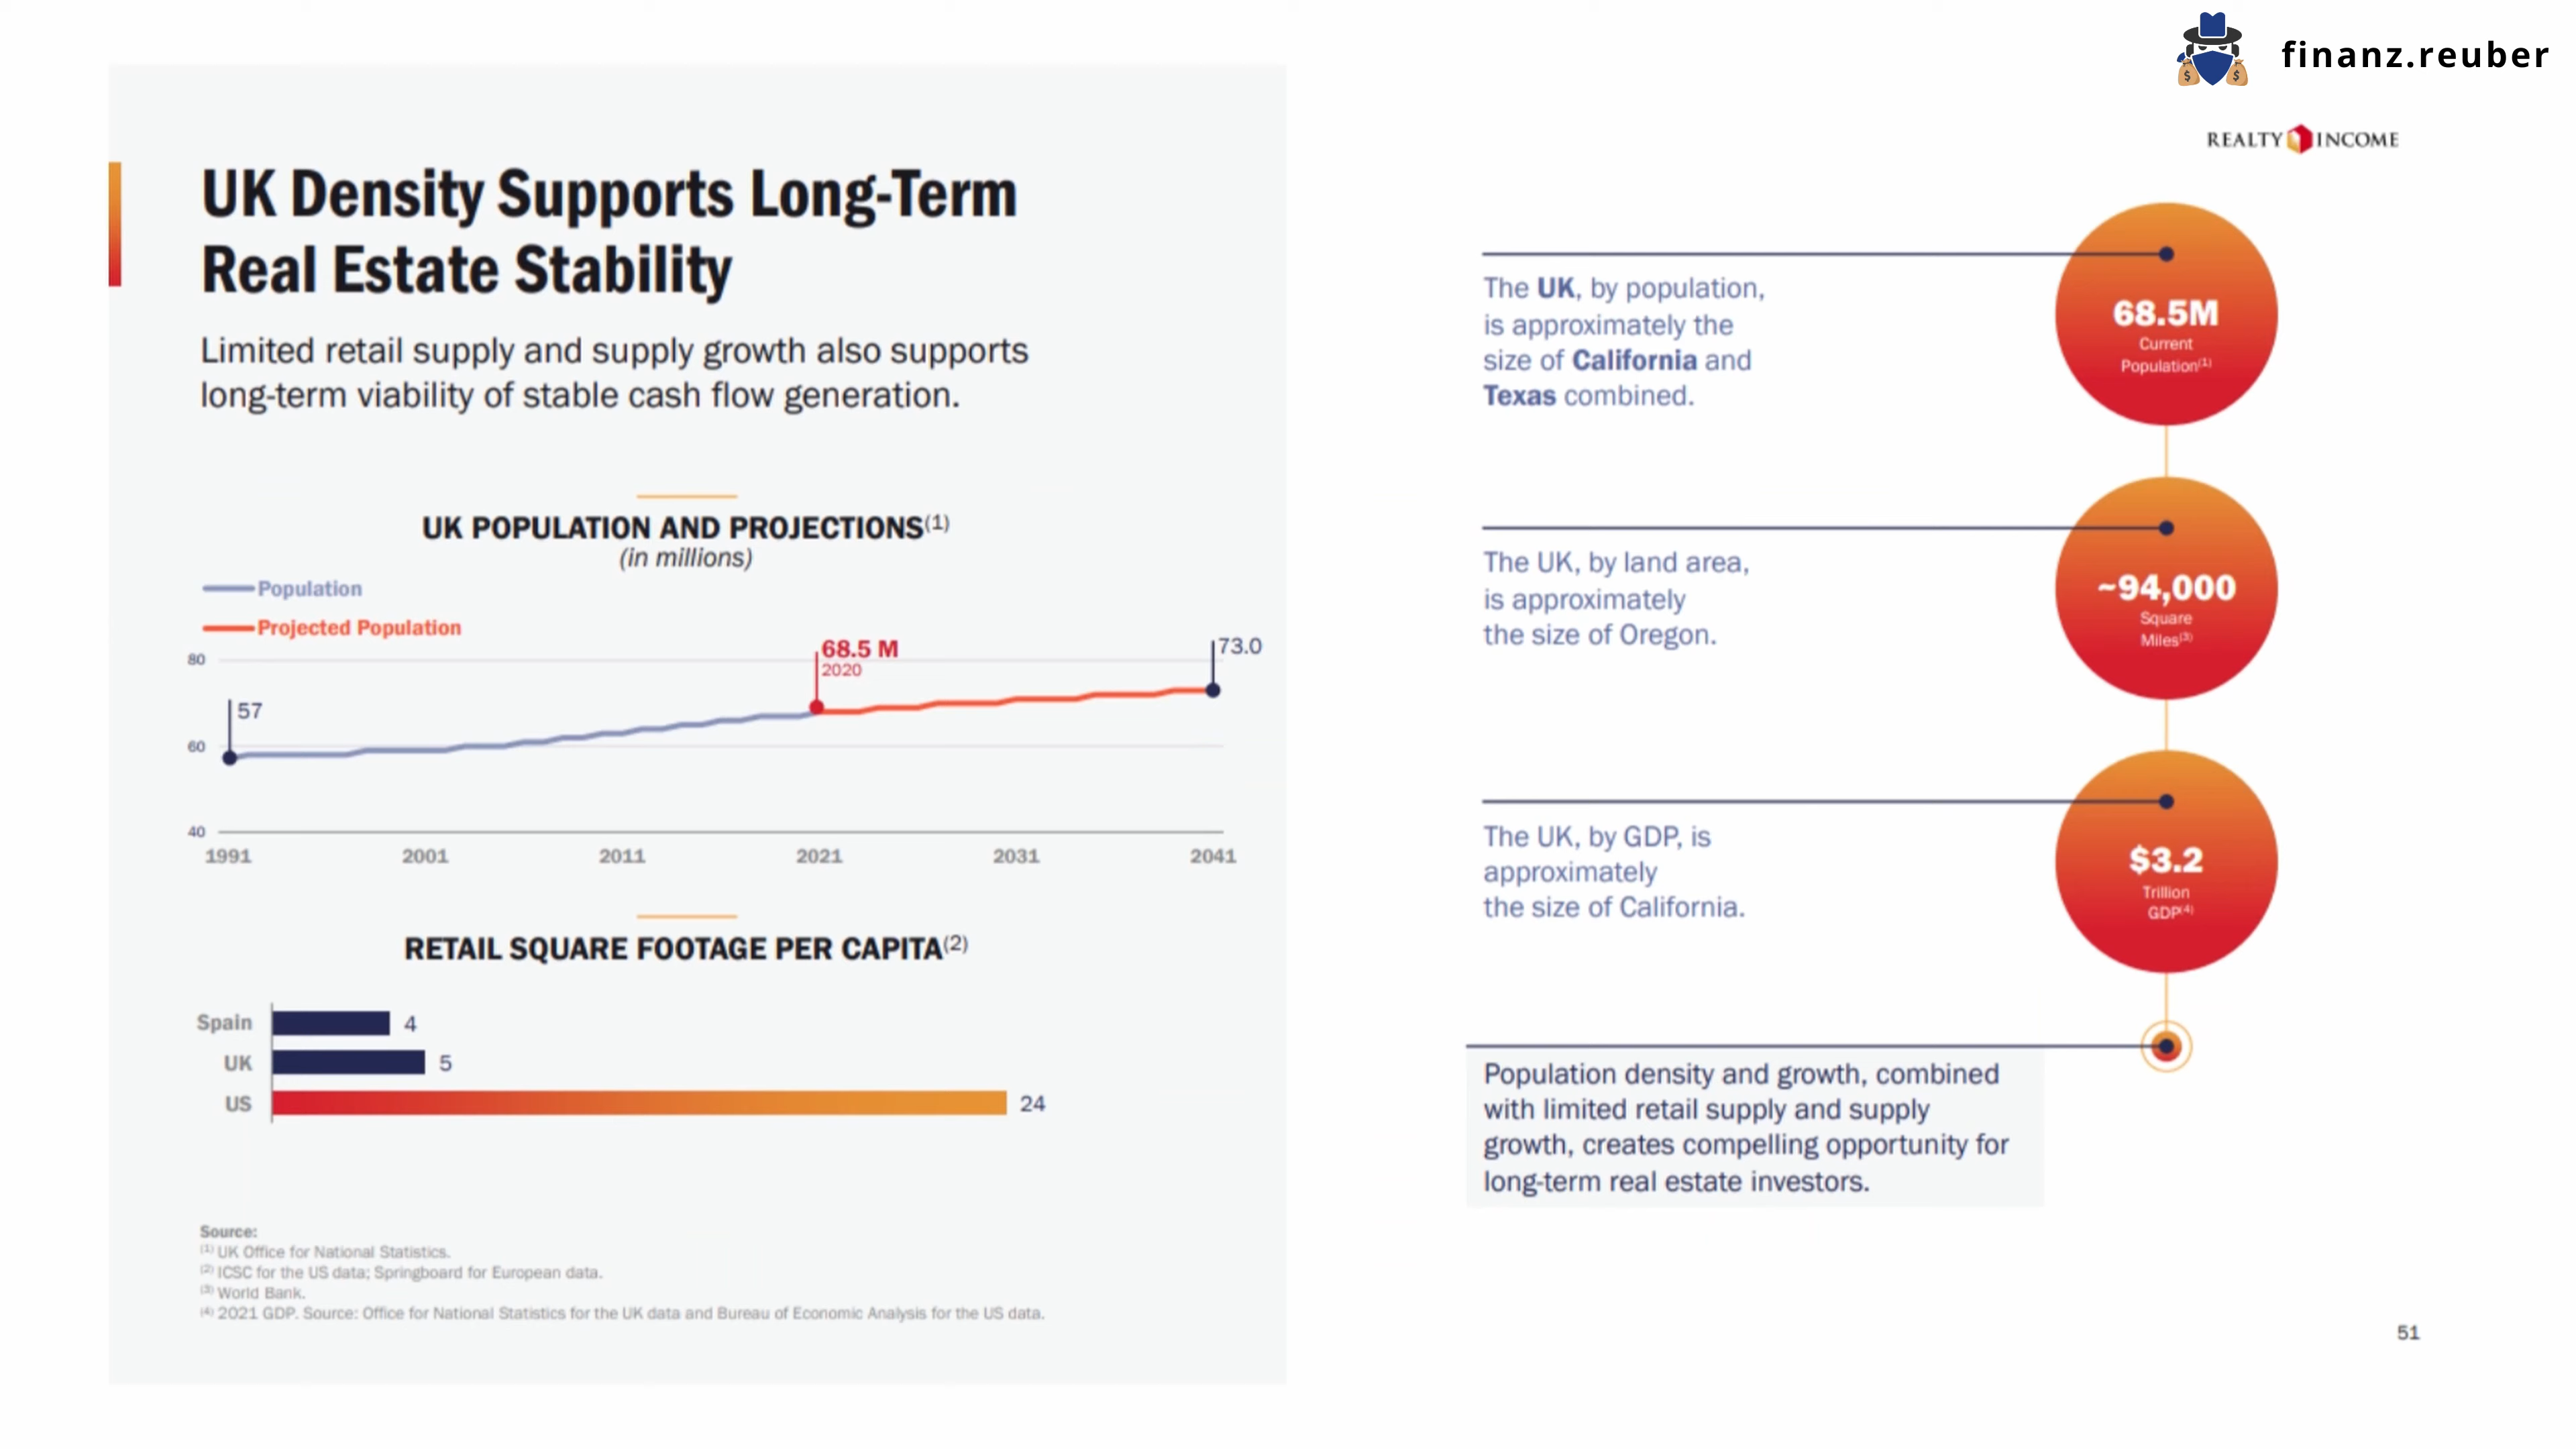 finanz.reuber
REALTY INCOME
UK Density Supports Long-Term
Real Estate Stability
Limited retail supply and supply growth also supports
long-term viability of stable cash flow generation.
UK POPULATION AND PROJECTIONS(1)
(in millions)
Population
Projected Population
80
60
40
57
68.5 M
2020
73.0
1991 2001 2011 2021 2031 2041
RETAIL SQUARE FOOTAGE PER CAPITA(2)
Spain 4
UK 5
US 24
Source:
(1) UK Office for National Statistics.
(2) ICSC for the US data; Springboard for European data.
(3) World Bank.
(4) 2021 GDP. Source: Office for National Statistics for the UK data and Bureau of Economic Analysis for the US data.
The UK, by population,
is approximately the
size of California and
Texas combined.
68.5M
Current
Population(1)
The UK, by land area,
is approximately
the size of Oregon.
~94,000
Square
Miles(3)
The UK, by GDP, is
approximately
the size of California.
$3.2
Trillion
GDP(4)
Population density and growth, combined
with limited retail supply and supply
growth, creates compelling opportunity for
long-term real estate investors.
51